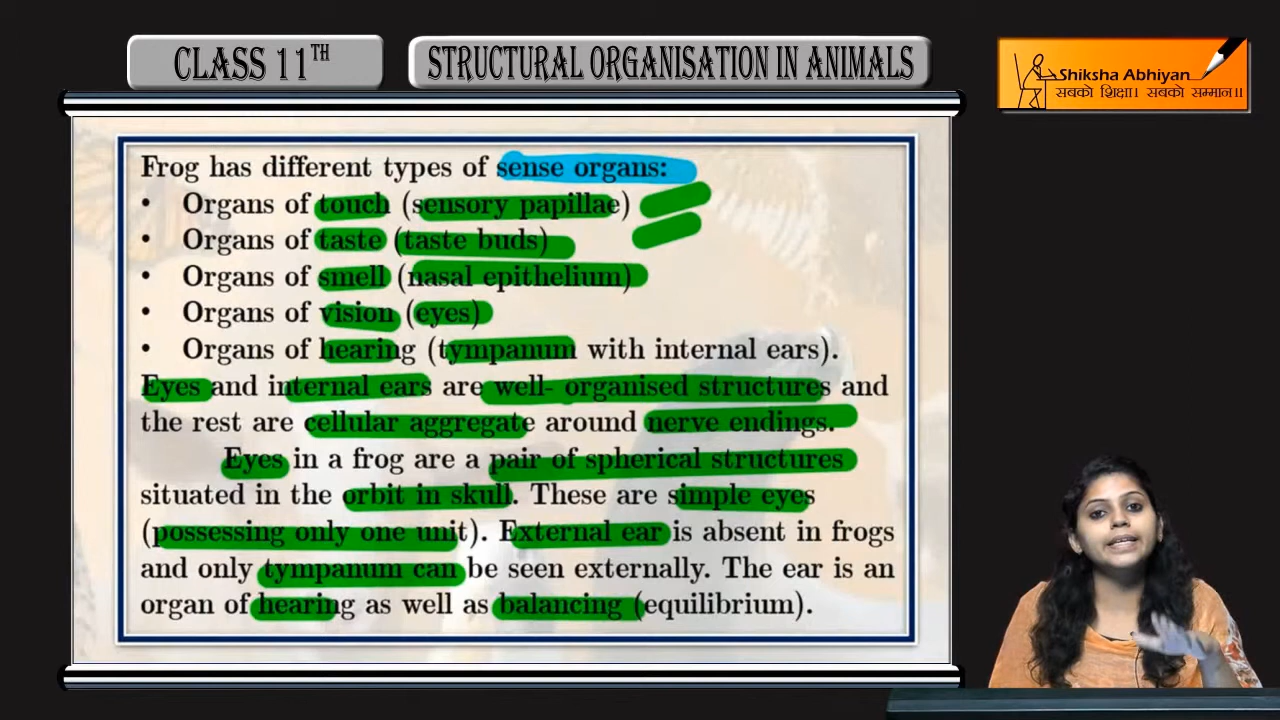 CLASS 11TH
STRUCTURAL ORGANISATION IN ANIMALS
Shiksha Abhiyan
सबको शिक्षा। सबको सम्मान॥
Frog has different types of sense organs:
• Organs of touch (sensory papillae)
• Organs of taste (taste buds)
• Organs of smell (nasal epithelium)
• Organs of vision (eyes)
• Organs of hearing (tympanum with internal ears).
Eyes and internal ears are well- organised structures and
the rest are cellular aggregate around nerve endings.
Eyes in a frog are a pair of spherical structures
situated in the orbit in skull. These are simple eyes
(possessing only one unit). External ear is absent in frogs
and only tympanum can be seen externally. The ear is an
organ of hearing as well as balancing (equilibrium).